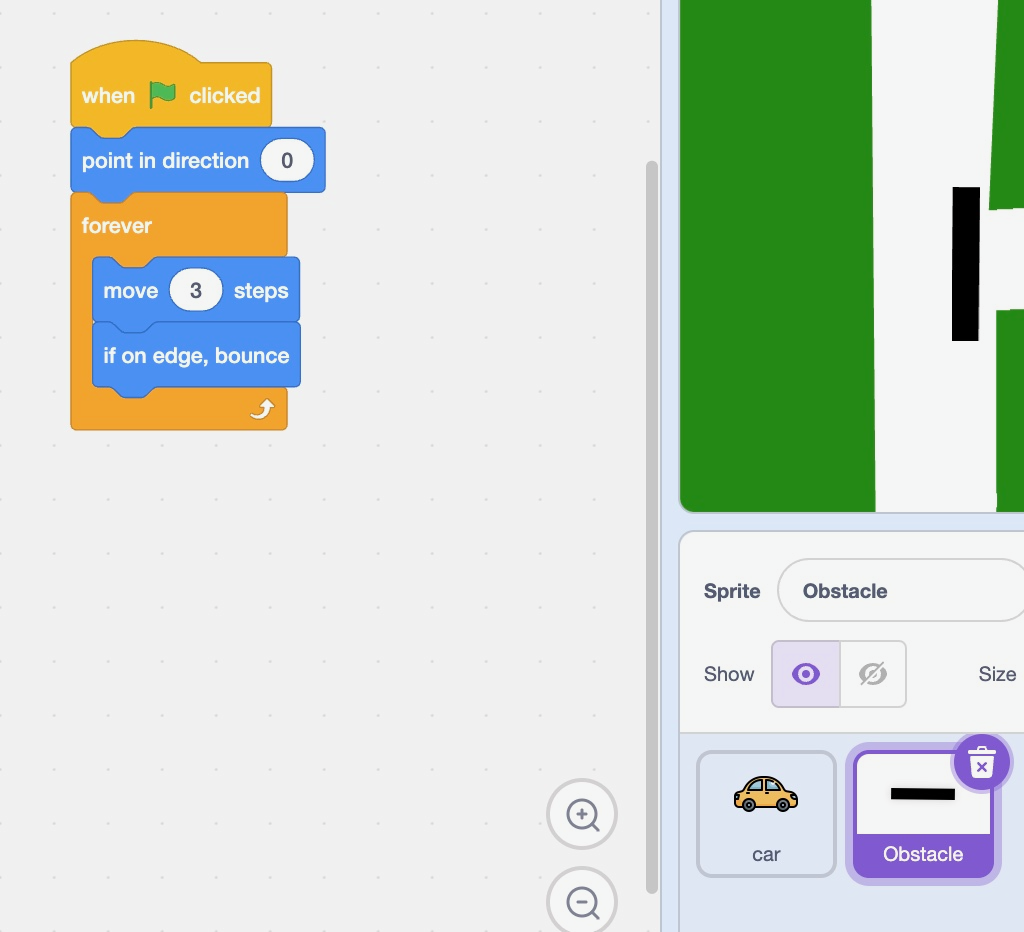 when clicked
point in direction 0
forever
move 3 steps
if on edge, bounce
Sprite Obstacle
Show Size
car
Obstacle